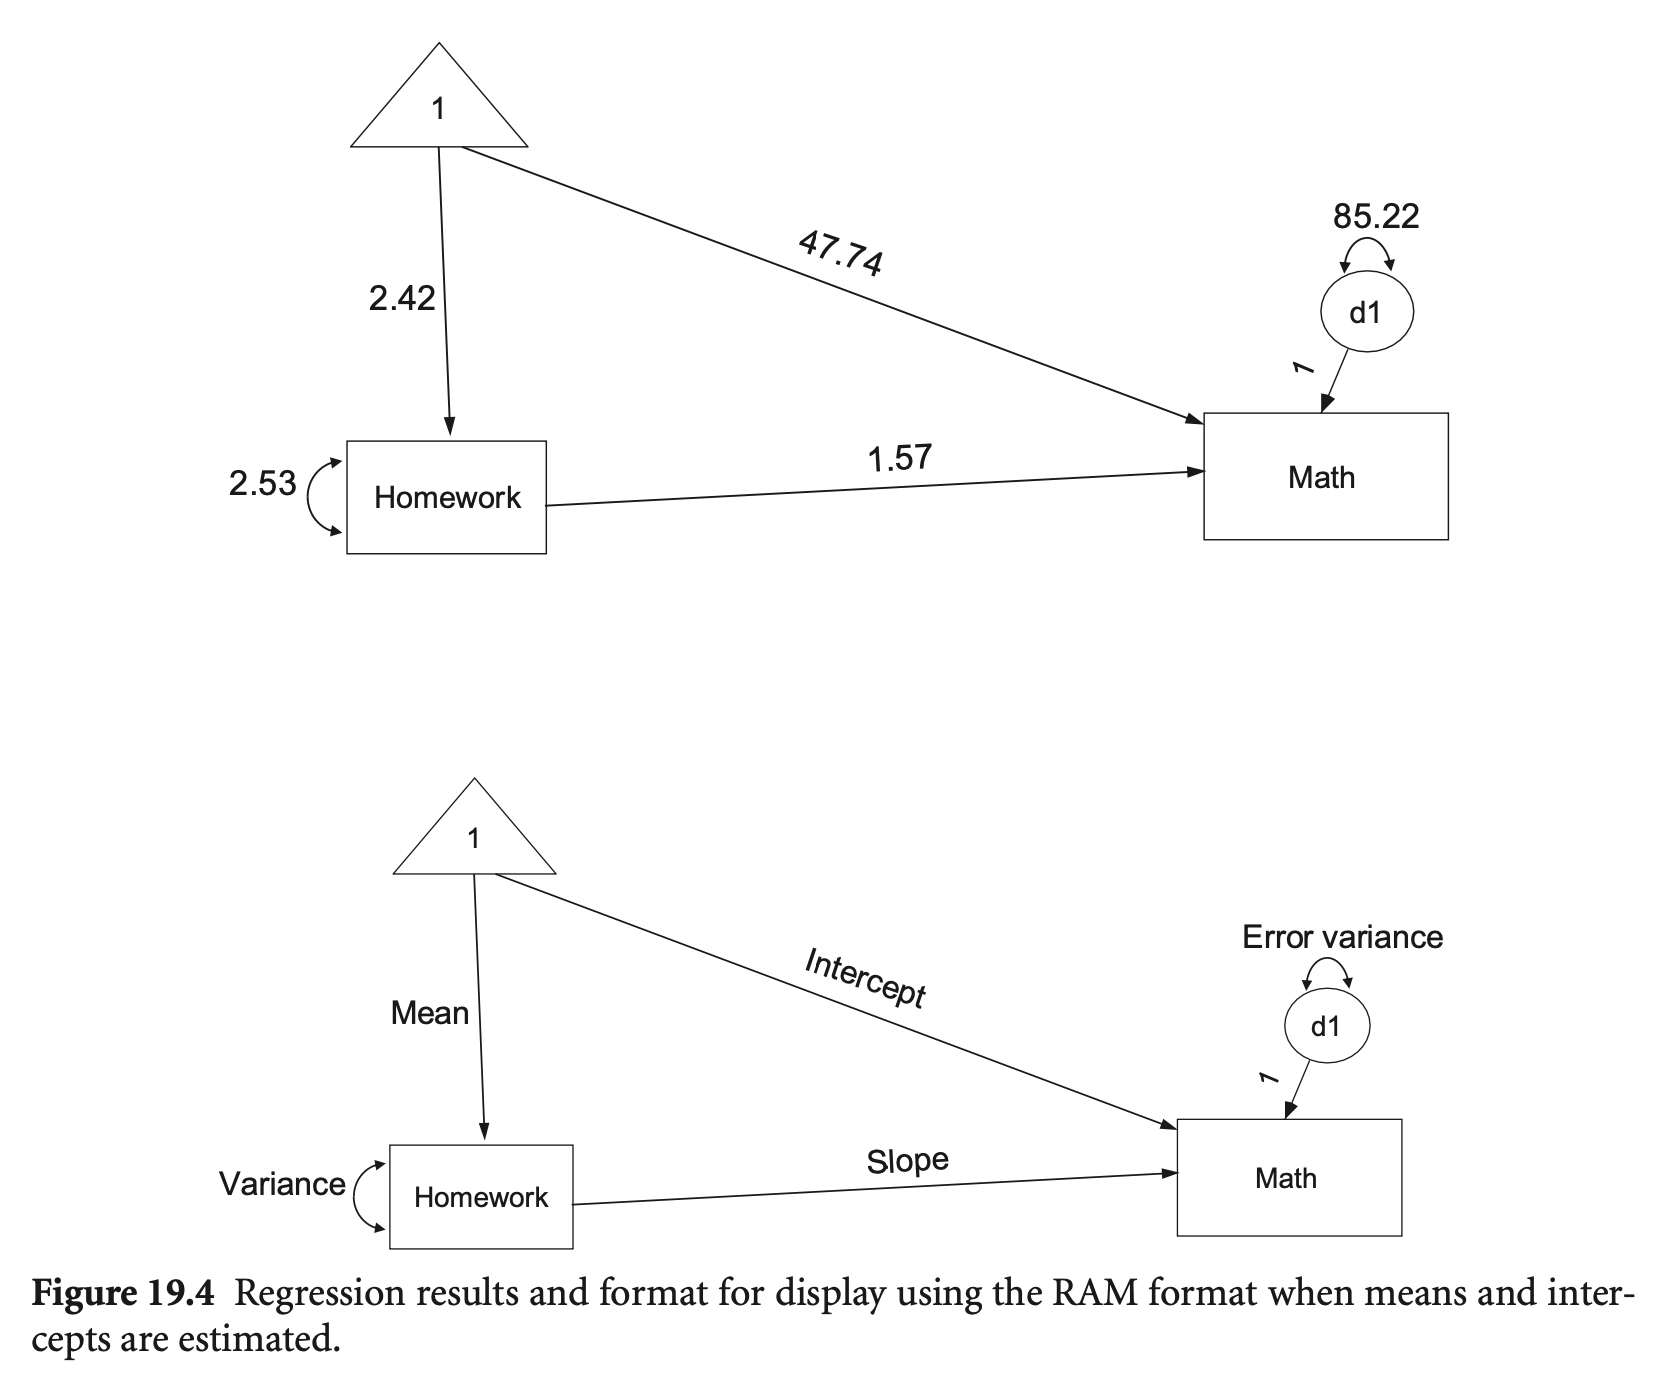 1
85.22
47.74
d1
2.42
1
1.57
2.53
Homework
Math
1
Error variance
Intercept
Mean
d1
1
Slope
Variance
Homework
Math
Figure 19.4 Regression results and format for display using the RAM format when means and inter-
cepts are estimated.